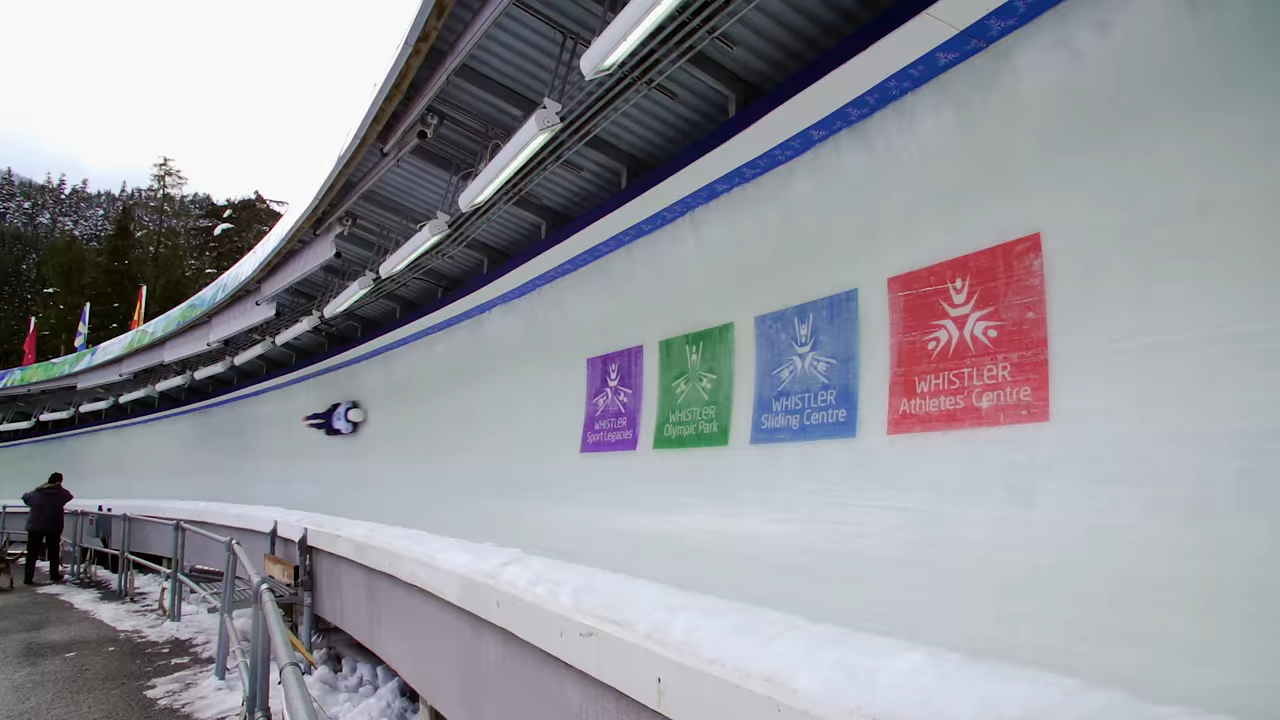 WHISTLER
Sport Legacies
WHISTLER
Olympic Park
WHISTLER
Sliding Centre
WHISTLER
Athletes' Centre